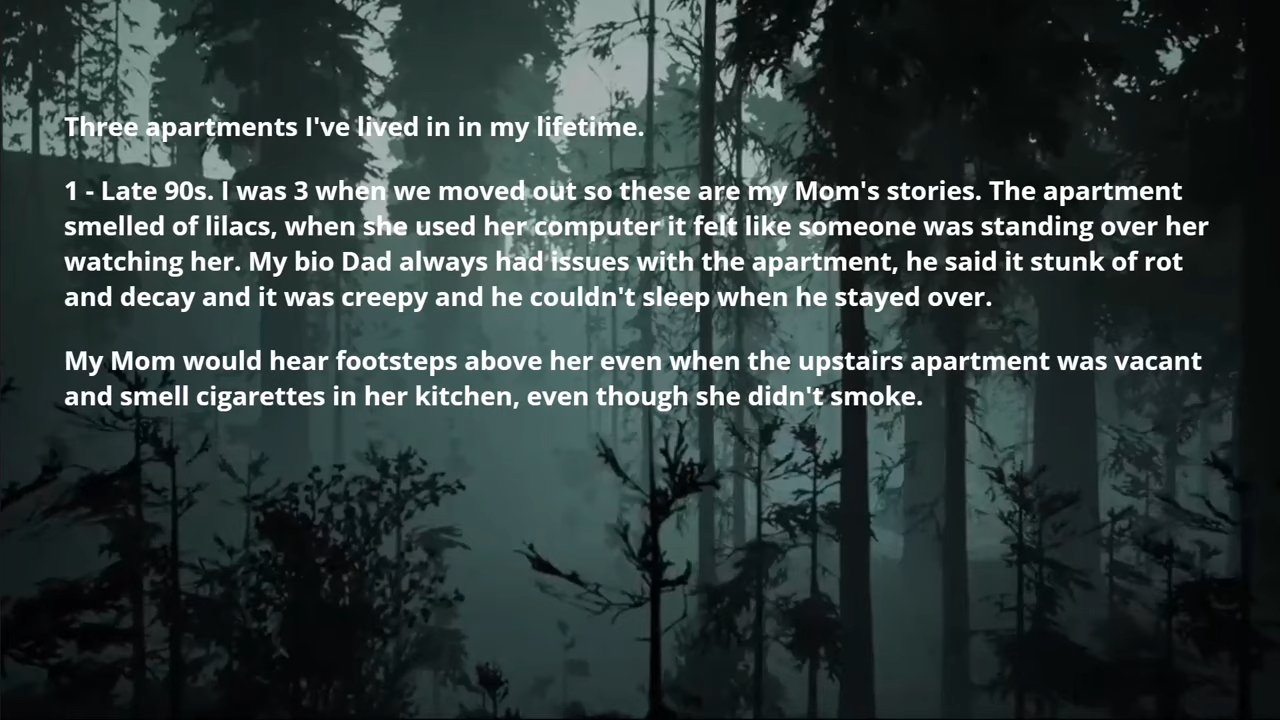 Three apartments I've lived in in my lifetime.
1 - Late 90s. I was 3 when we moved out so these are my Mom's stories. The apartment
smelled of lilacs, when she used her computer it felt like someone was standing over her
watching her. My bio Dad always had issues with the apartment, he said it stunk of rot
and decay and it was creepy and he couldn't sleep when he stayed over.
My Mom would hear footsteps above her even when the upstairs apartment was vacant
and smell cigarettes in her kitchen, even though she didn't smoke.